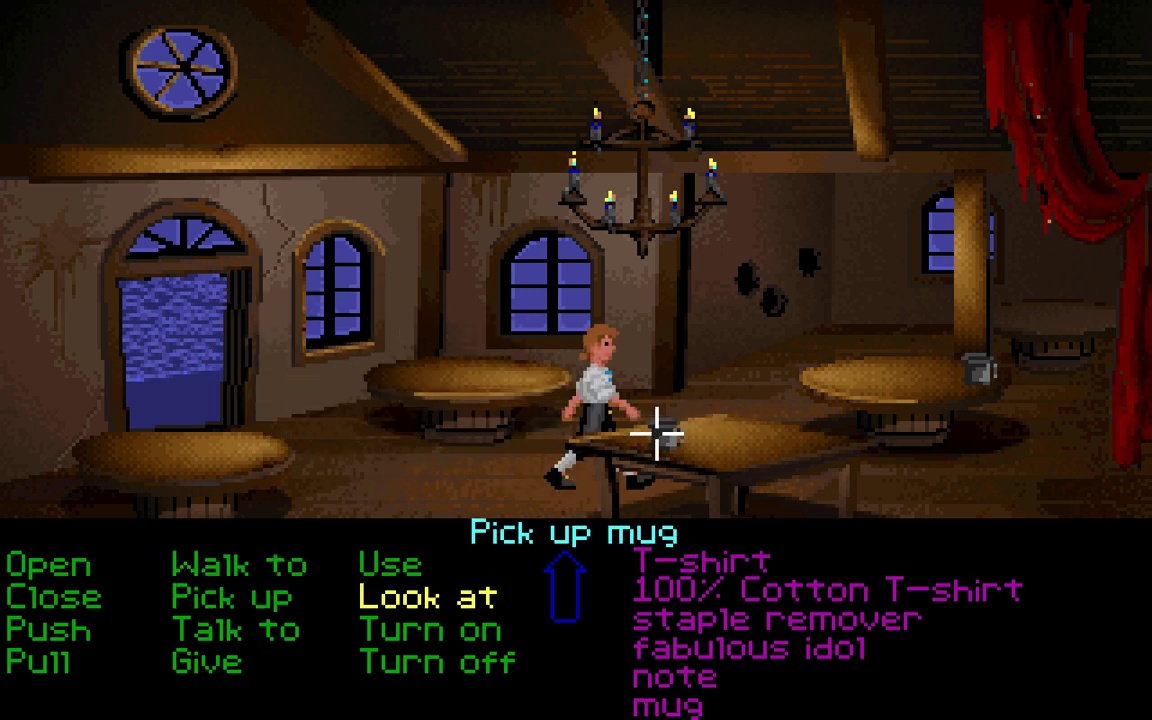 Pick up mug
Open Walk to Use
Close Pick up Look at
Push Talk to Turn on
Pull Give Turn off
T-shirt
100% Cotton T-shirt
staple remover
fabulous idol
note
mug